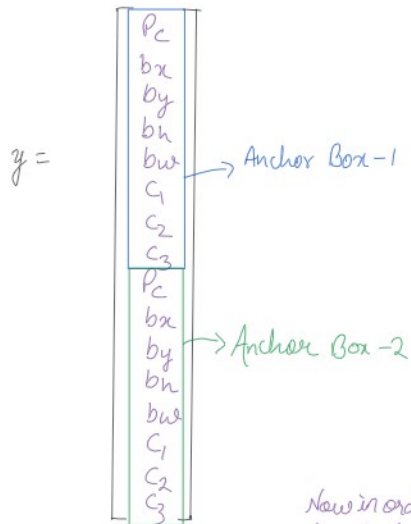 Pc
bx
by
bh
y =
bw
→ Anchor Box-1
C1
C2
C3
Pc
bx
by
→ Anchor Box-2
bh
bw
C1
C2
C3
Now in